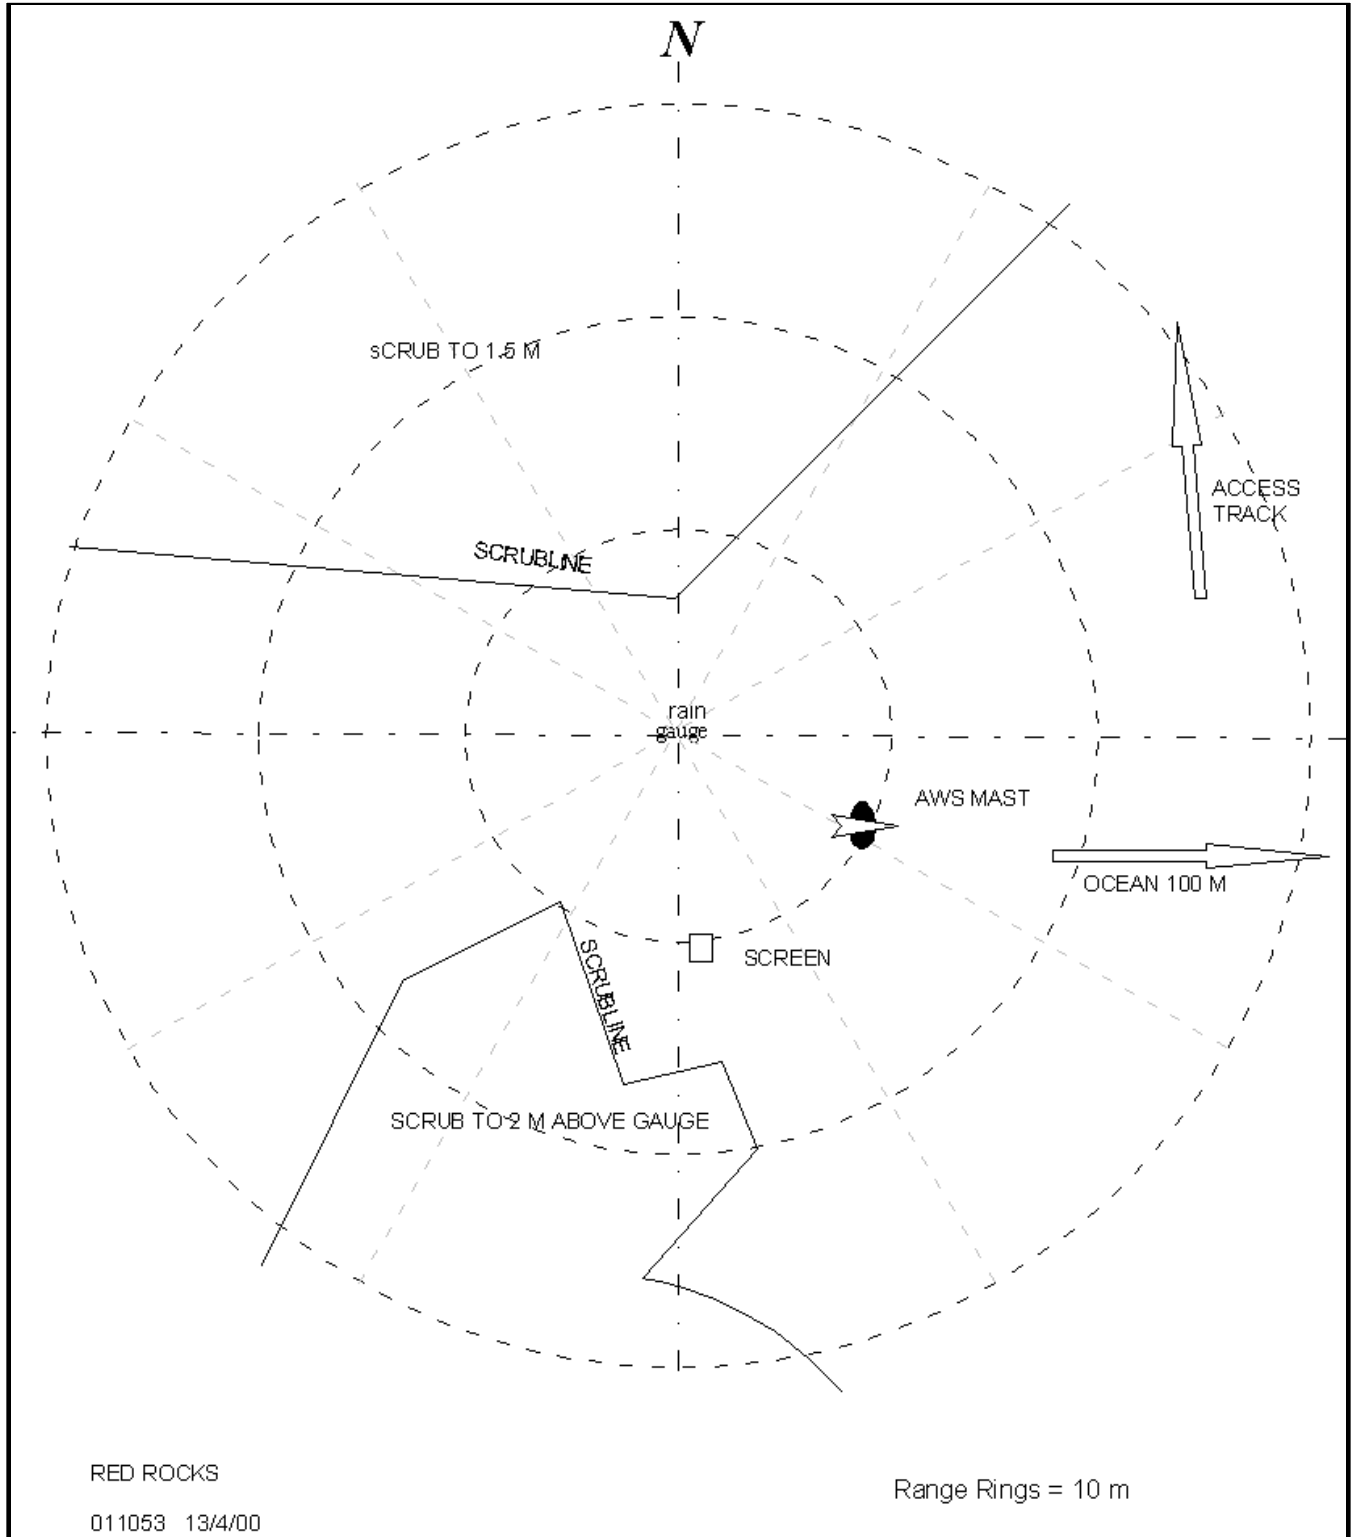 N
sCRUB TO 1.5 M
ACCESS
TRACK
SCRUBLINE
rain
gauge
AWS MAST
OCEAN 100 M
SCREEN
SCRUBLINE
SCRUB TO 2 M ABOVE GAUGE
RED ROCKS
Range Rings = 10 m
011053 13/4/00